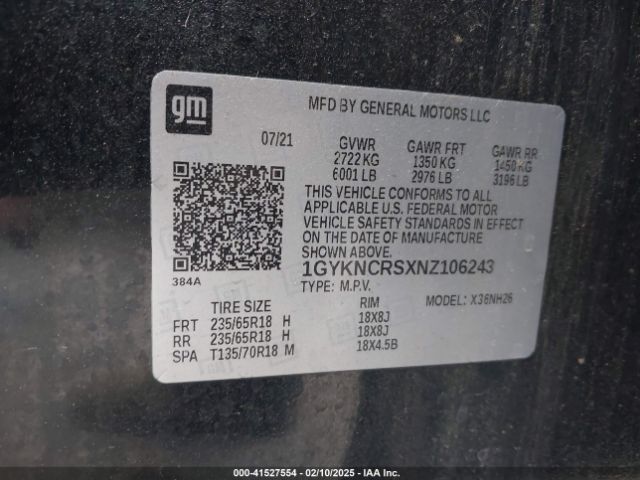 gm
MFD BY GENERAL MOTORS LLC
07/21 GVWR GAWR FRT GAWR RR
2722 KG 1350 KG 1450 KG
6001 LB 2976 LB 3196 LB
THIS VEHICLE CONFORMS TO ALL
APPLICABLE U.S. FEDERAL MOTOR
VEHICLE SAFETY STANDARDS IN EFFECT
ON THE DATE OF MANUFACTURE
SHOWN ABOVE.
384A
1GYKNCRSXNZ106243
TYPE: M.P.V. MODEL: X36NH26
TIRE SIZE RIM
FRT 235/65R18 H 18X8J
RR 235/65R18 H 18X8J
SPA T135/70R18 M 18X4.5B
000-41527554 — 02/10/2025 — IAA Inc.